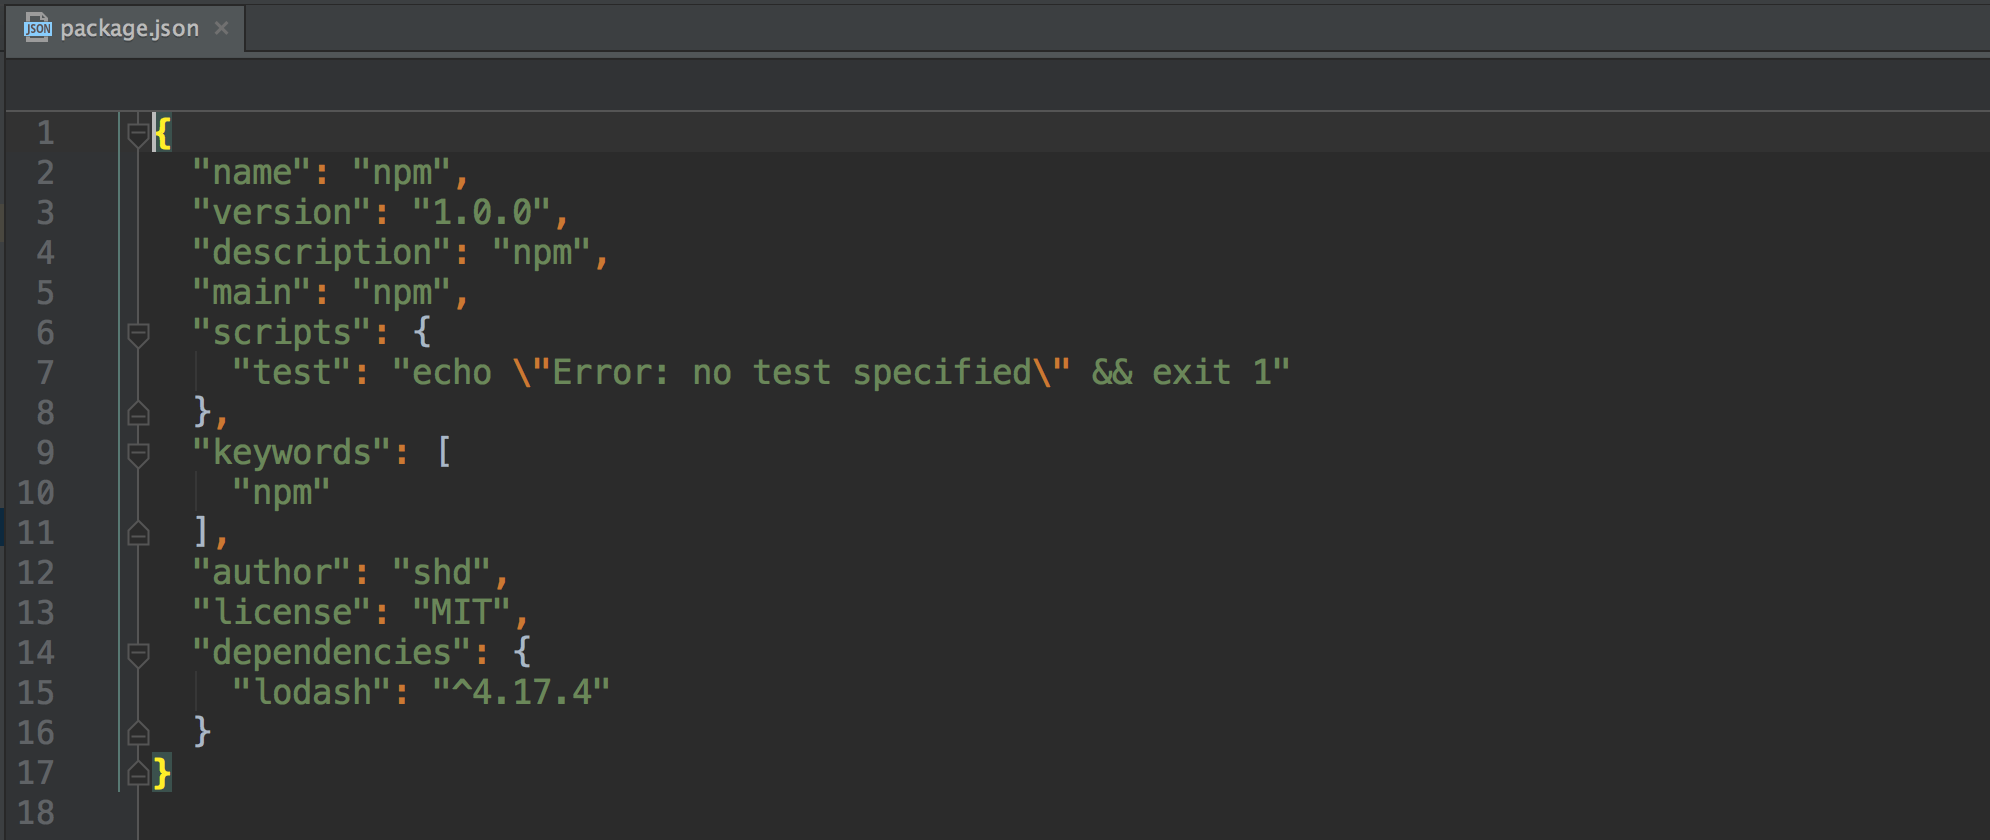 JSON package.json ×
1 {
2   "name": "npm",
3   "version": "1.0.0",
4   "description": "npm",
5   "main": "npm",
6   "scripts": {
7     "test": "echo \"Error: no test specified\" && exit 1"
8   },
9   "keywords": [
10     "npm"
11   ],
12   "author": "shd",
13   "license": "MIT",
14   "dependencies": {
15     "lodash": "^4.17.4"
16   }
17 }
18